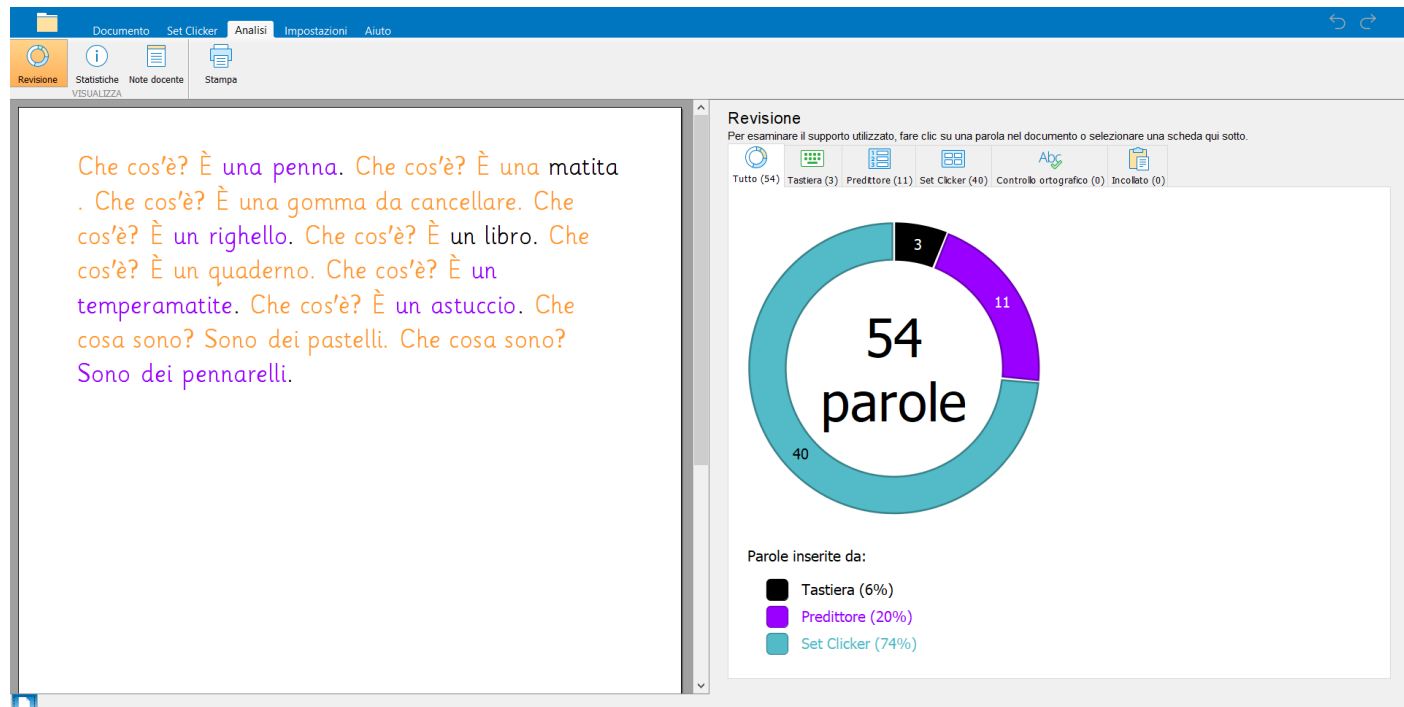 Documento Set Clicker Analisi Impostazioni Aiuto
Revisione Statistiche Note docente Stampa
VISUALIZZA
Che cos'è? È una penna. Che cos'è? È una matita
. Che cos'è? È una gomma da cancellare. Che
cos'è? È un righello. Che cos'è? È un libro. Che
cos'è? È un quaderno. Che cos'è? È un
temperamatite. Che cos'è? È un astuccio. Che
cosa sono? Sono dei pastelli. Che cosa sono?
Sono dei pennarelli.
Revisione
Per esaminare il supporto utilizzato, fare clic su una parola nel documento o selezionare una scheda qui sotto.
Tutto (54) Tastiera (3) Predittore (11) Set Clicker (40) Controllo ortografico (0) Incollato (0)
3
11
54
parole
40
Parole inserite da:
Tastiera (6%)
Predittore (20%)
Set Clicker (74%)